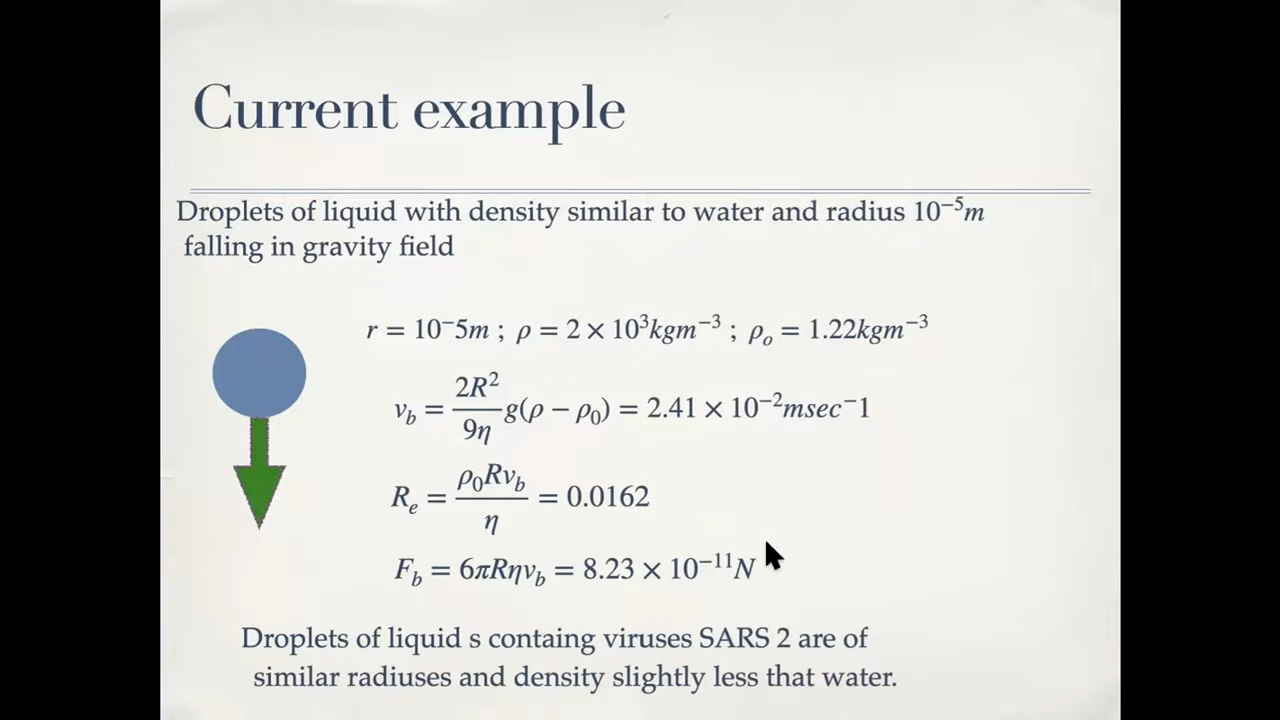 Current example
Droplets of liquid with density similar to water and radius 10⁻⁵m
falling in gravity field
r = 10⁻5m ; ρ = 2 × 10³kgm⁻³ ; ρₒ = 1.22kgm⁻³
v_b = 2R²/9η g(ρ − ρ₀) = 2.41 × 10⁻²msec⁻1
Rₑ = ρ₀Rv_b/η = 0.0162
F_b = 6πRηv_b = 8.23 × 10⁻¹¹N
Droplets of liquid s containg viruses SARS 2 are of
similar radiuses and density slightly less that water.